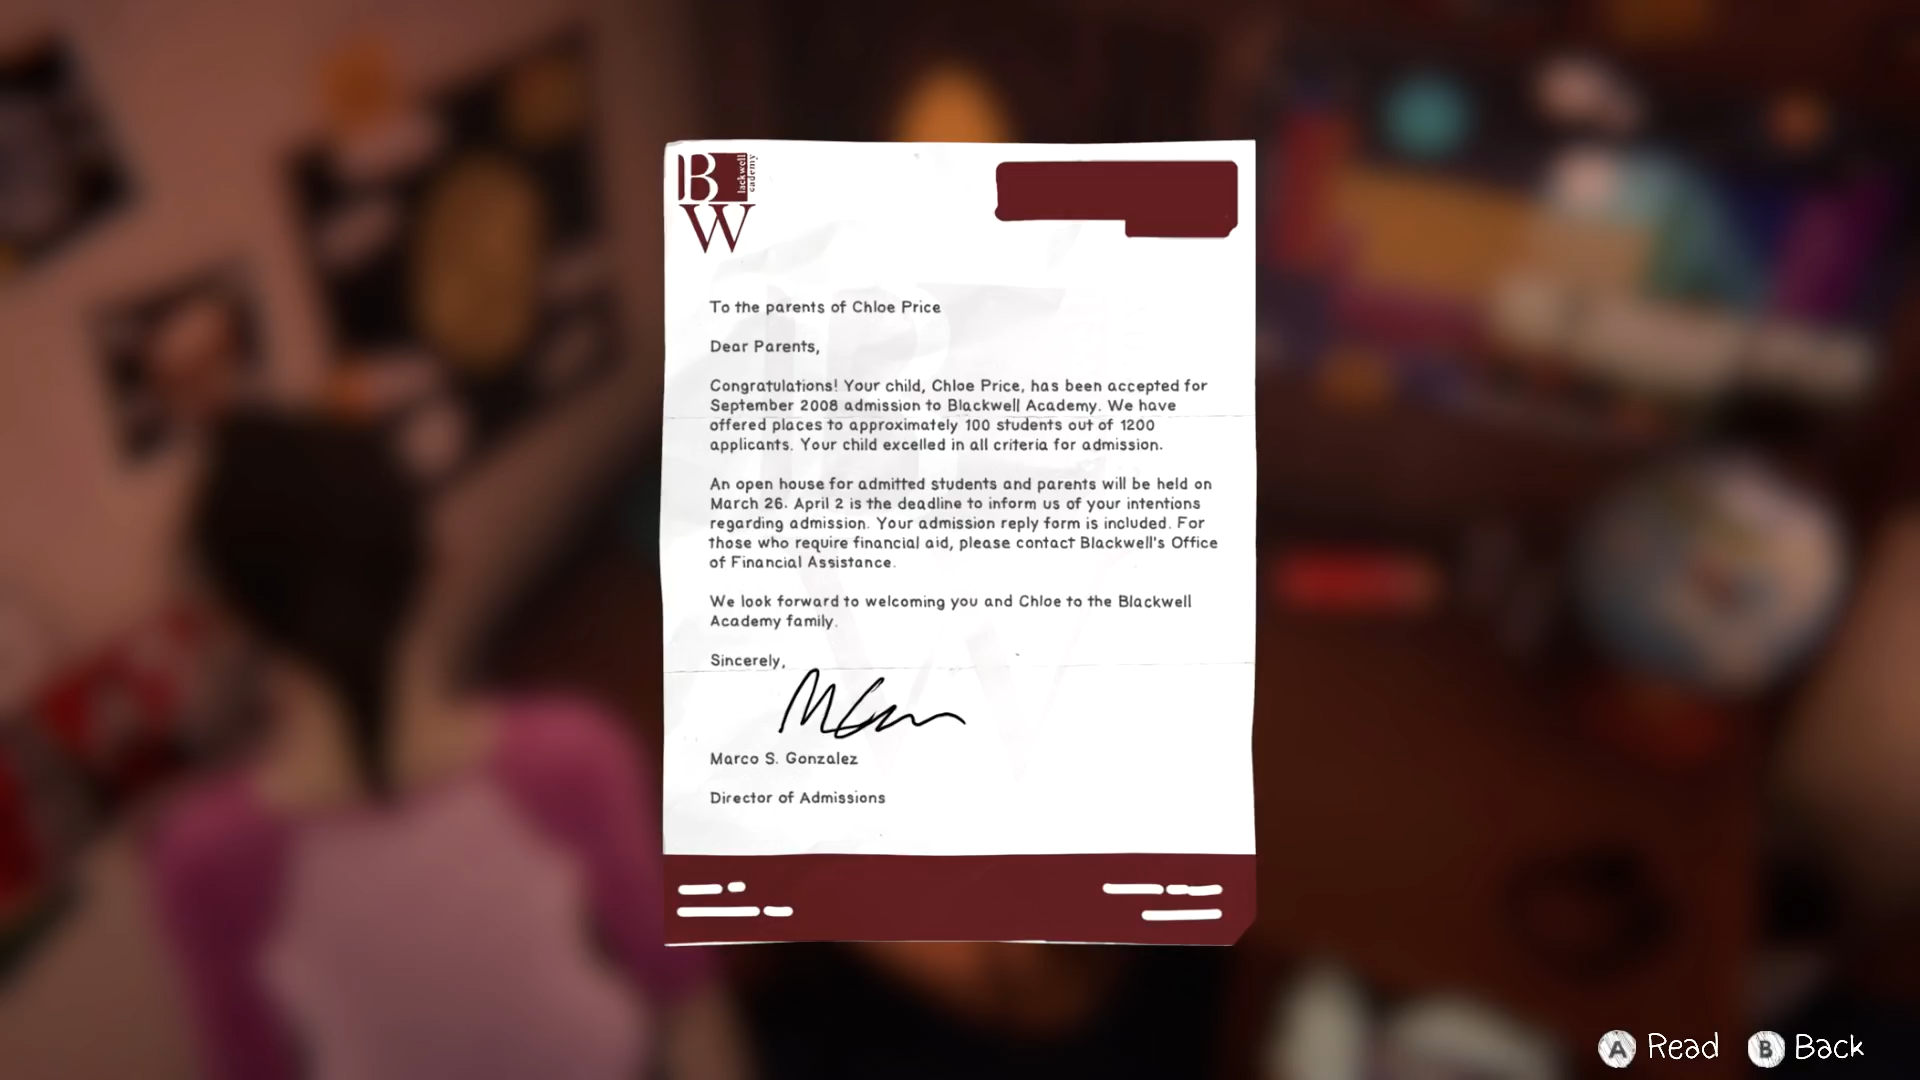 B lackwell cademy
W
To the parents of Chloe Price
Dear Parents,
Congratulations! Your child, Chloe Price, has been accepted for
September 2008 admission to Blackwell Academy. We have
offered places to approximately 100 students out of 1200
applicants. Your child excelled in all criteria for admission.
An open house for admitted students and parents will be held on
March 26. April 2 is the deadline to inform us of your intentions
regarding admission. Your admission reply form is included. For
those who require financial aid, please contact Blackwell's Office
of Financial Assistance.
We look forward to welcoming you and Chloe to the Blackwell
Academy family.
Sincerely,
Marco S. Gonzalez
Director of Admissions
A Read B Back